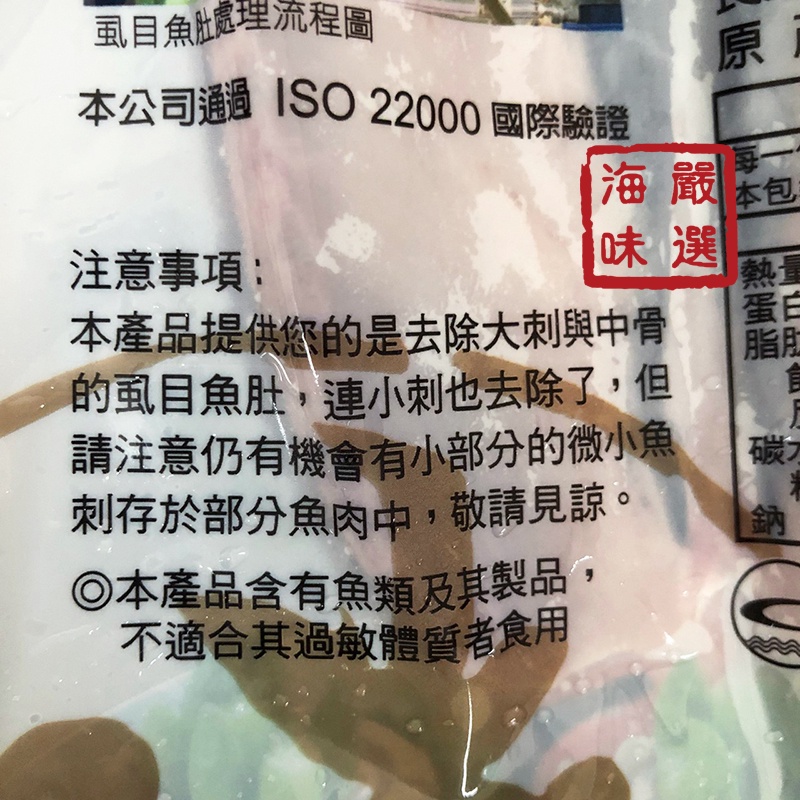 虱目魚肚處理流程圖
本公司通過 ISO 22000 國際驗證
嚴選
海味
注意事項：
本產品提供您的是去除大刺與中骨
的虱目魚肚，連小刺也去除了，但
請注意仍有機會有小部分的微小魚
刺存於部分魚肉中，敬請見諒。
◎本產品含有魚類及其製品，
不適合其過敏體質者食用
原
每一
本包
熱量
蛋白
脂肪
碳水
鈉